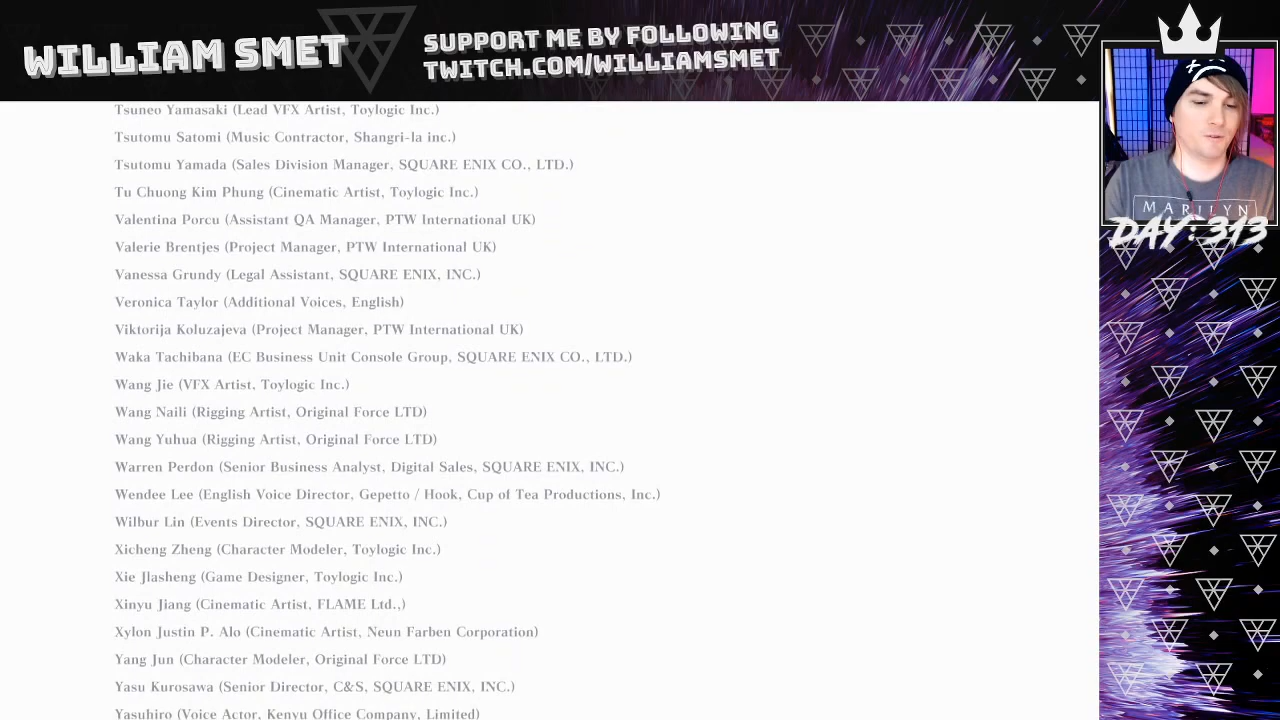 WILLIAM SMET
SUPPORT ME BY FOLLOWING
TWITCH.COM/WILLIAMSMET
Tsuneo Yamasaki (Lead VFX Artist, Toylogic Inc.)
Tsutomu Satomi (Music Contractor, Shangri-la inc.)
Tsutomu Yamada (Sales Division Manager, SQUARE ENIX CO., LTD.)
Tu Chuong Kim Phung (Cinematic Artist, Toylogic Inc.)
Valentina Porcu (Assistant QA Manager, PTW International UK)
Valerie Brentjes (Project Manager, PTW International UK)
Vanessa Grundy (Legal Assistant, SQUARE ENIX, INC.)
Veronica Taylor (Additional Voices, English)
Viktorija Koluzajeva (Project Manager, PTW International UK)
Waka Tachibana (EC Business Unit Console Group, SQUARE ENIX CO., LTD.)
Wang Jie (VFX Artist, Toylogic Inc.)
Wang Naili (Rigging Artist, Original Force LTD)
Wang Yuhua (Rigging Artist, Original Force LTD)
Warren Perdon (Senior Business Analyst, Digital Sales, SQUARE ENIX, INC.)
Wendee Lee (English Voice Director, Gepetto / Hook, Cup of Tea Productions, Inc.)
Wilbur Lin (Events Director, SQUARE ENIX, INC.)
Xicheng Zheng (Character Modeler, Toylogic Inc.)
Xie Jlasheng (Game Designer, Toylogic Inc.)
Xinyu Jiang (Cinematic Artist, FLAME Ltd.,)
Xylon Justin P. Alo (Cinematic Artist, Neun Farben Corporation)
Yang Jun (Character Modeler, Original Force LTD)
Yasu Kurosawa (Senior Director, C&S, SQUARE ENIX, INC.)
Yasuhiro (Voice Actor, Kenyu Office Company, Limited)
MARILYN
DAY: 313